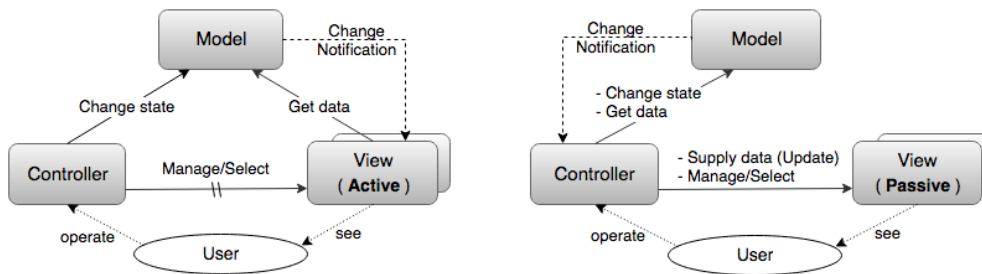 Model
Change
Notification
Change state
Get data
Controller
Manage/Select
View
( Active )
operate
see
User
Change
Notification
Model
- Change state
- Get data
Controller
- Supply data (Update)
- Manage/Select
View
( Passive )
operate
see
User